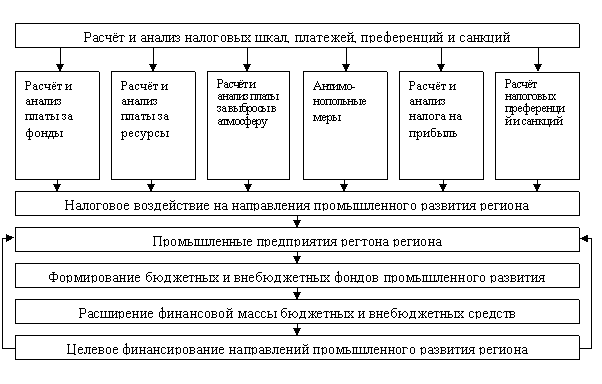 Расчёт и анализ налоговых шкал, платежей, преференций и санкций
Расчёт и
анализ
платы за
фонды
Расчёт и
анализ
платы за
ресурсы
Расчёт и
анализ платы
за выбросы в
атмосферу
Антимо-
нопольные
меры
Расчёт и
анализ
налога на
прибыль
Расчёт
налоговых
преференци
й и санкций
Налоговое воздействие на направления промышленного развития региона
Промышленные предприятия регтона региона
Формирование бюджетных и внебюджетных фондов промышленного развития
Расширение финансовой массы бюджетных и внебюджетных средств
Целевое финансирование направлений промышленного развития региона